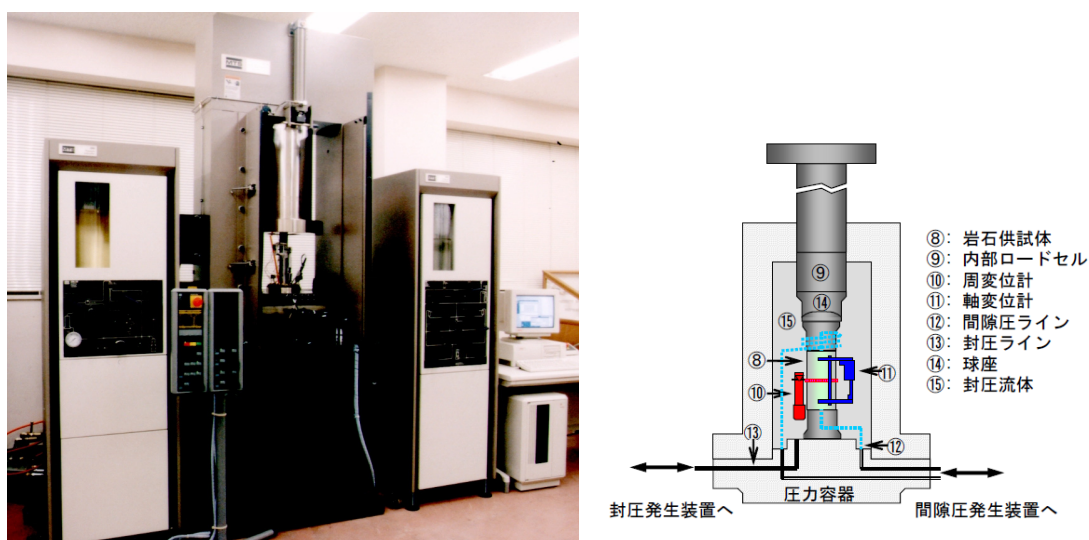 ⑧: 岩石供試体
⑨: 内部ロードセル
⑩: 周変位計
⑪: 軸変位計
⑫: 間隙圧ライン
⑬: 封圧ライン
⑭: 球座
⑮: 封圧流体
⑨
⑭
⑮
⑧
⑪
⑩
⑬
⑫
圧力容器
封圧発生装置へ
間隙圧発生装置へ